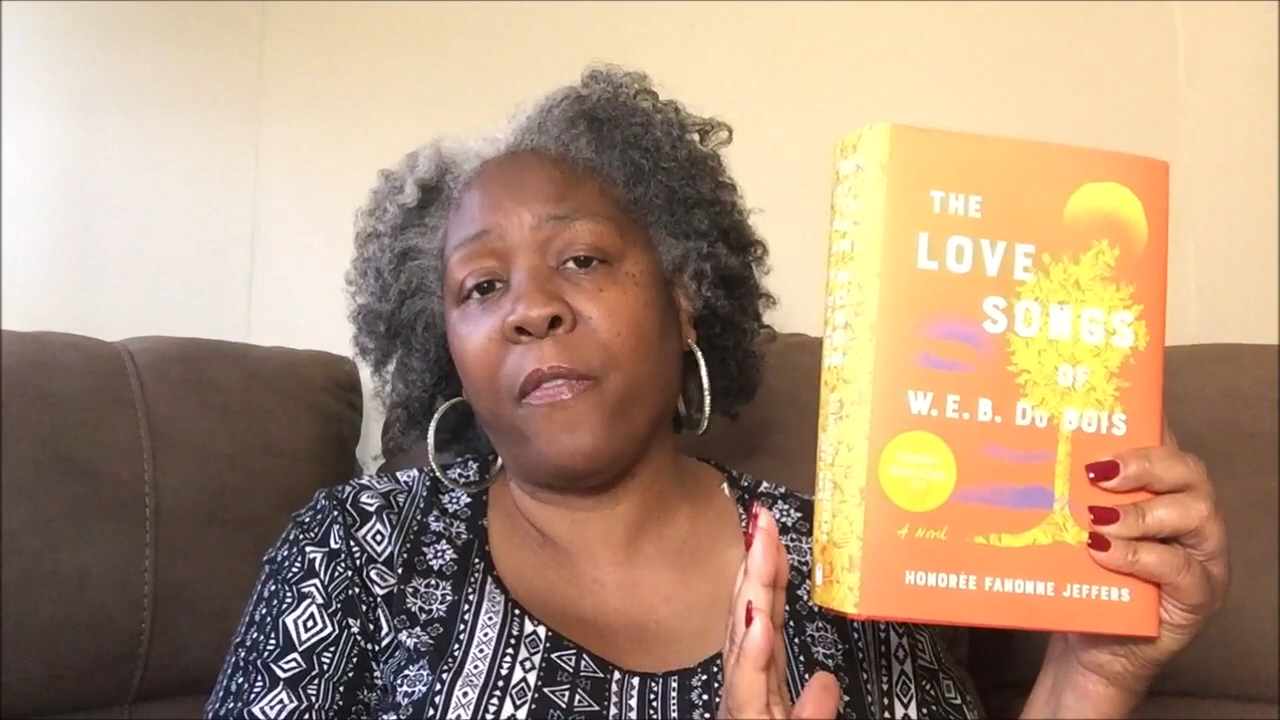 THE
LOVE
SONGS
OF
W.E.B. DU BOIS
A Novel
HONORÉE FANONNE JEFFERS